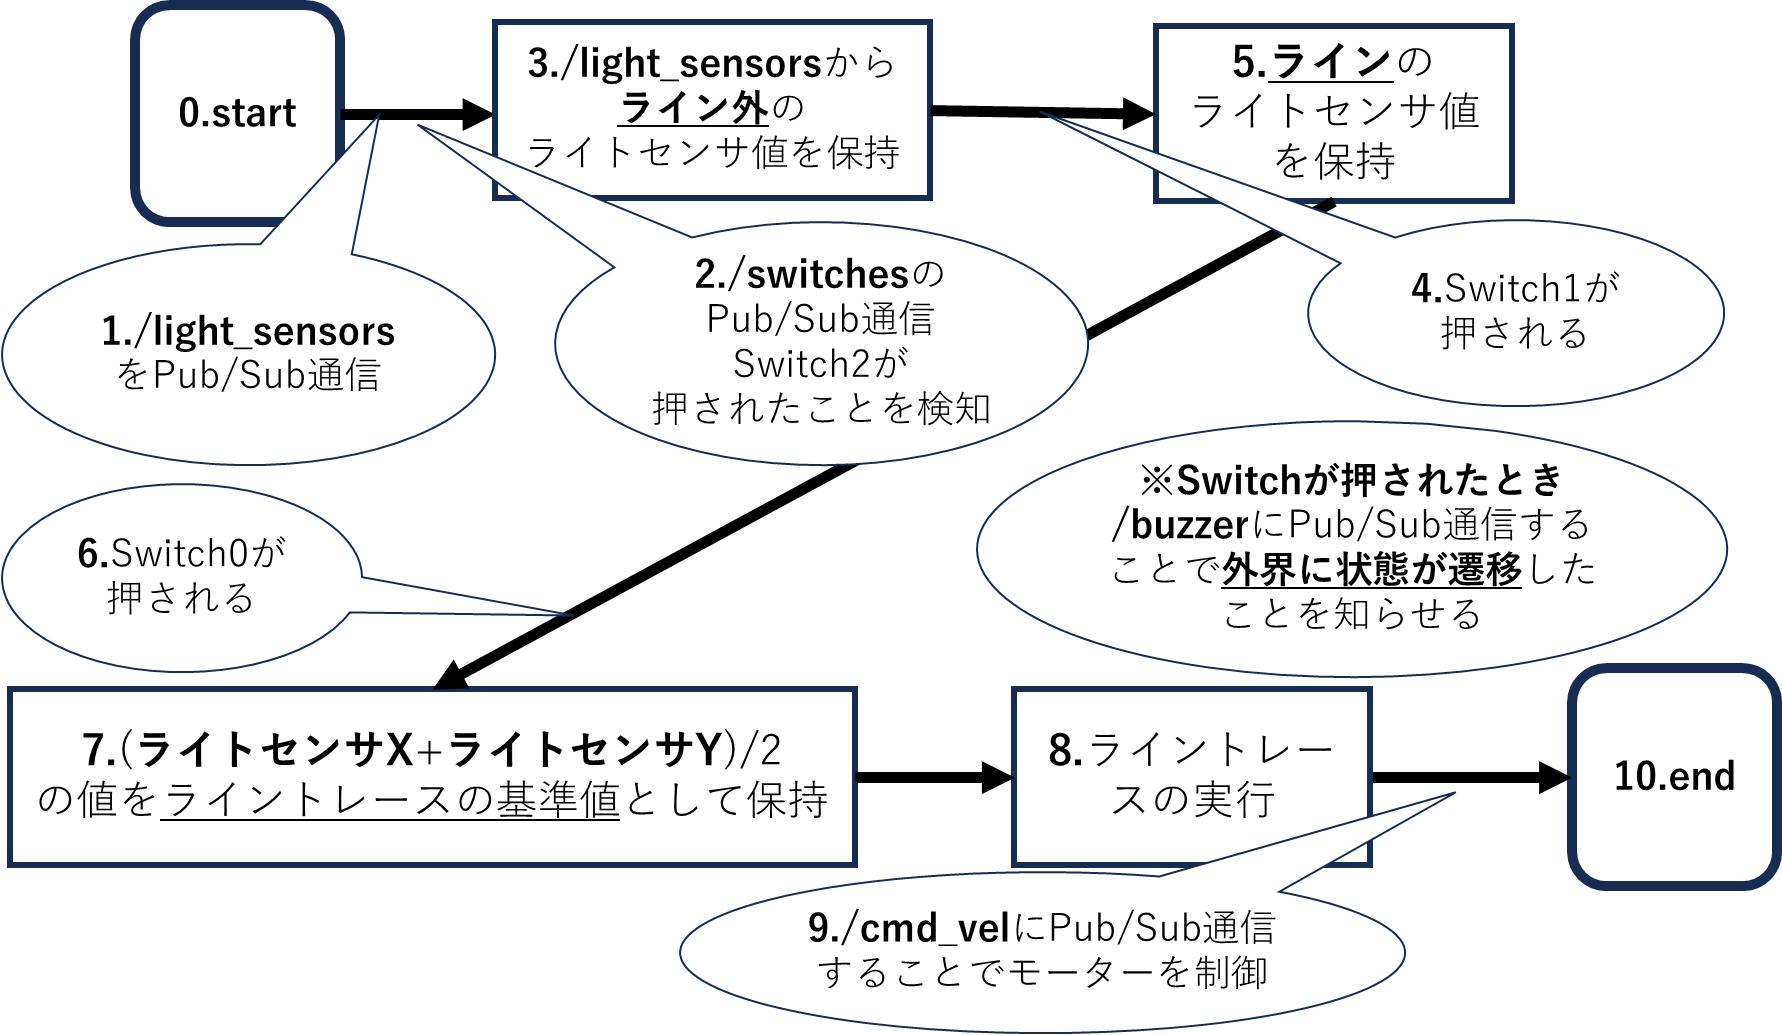 0.start
1./light_sensors
をPub/Sub通信
2./switchesの
Pub/Sub通信
Switch2が
押されたことを検知
3./light_sensorsから
ライン外の
ライトセンサ値を保持
4.Switch1が
押される
5.ラインの
ライトセンサ値
を保持
6.Switch0が
押される
※Switchが押されたとき
/buzzerにPub/Sub通信する
ことで外界に状態が遷移した
ことを知らせる
7.(ライトセンサX+ライトセンサY)/2
の値をライントレースの基準値として保持
8.ライントレー
スの実行
9./cmd_velにPub/Sub通信
することでモーターを制御
10.end